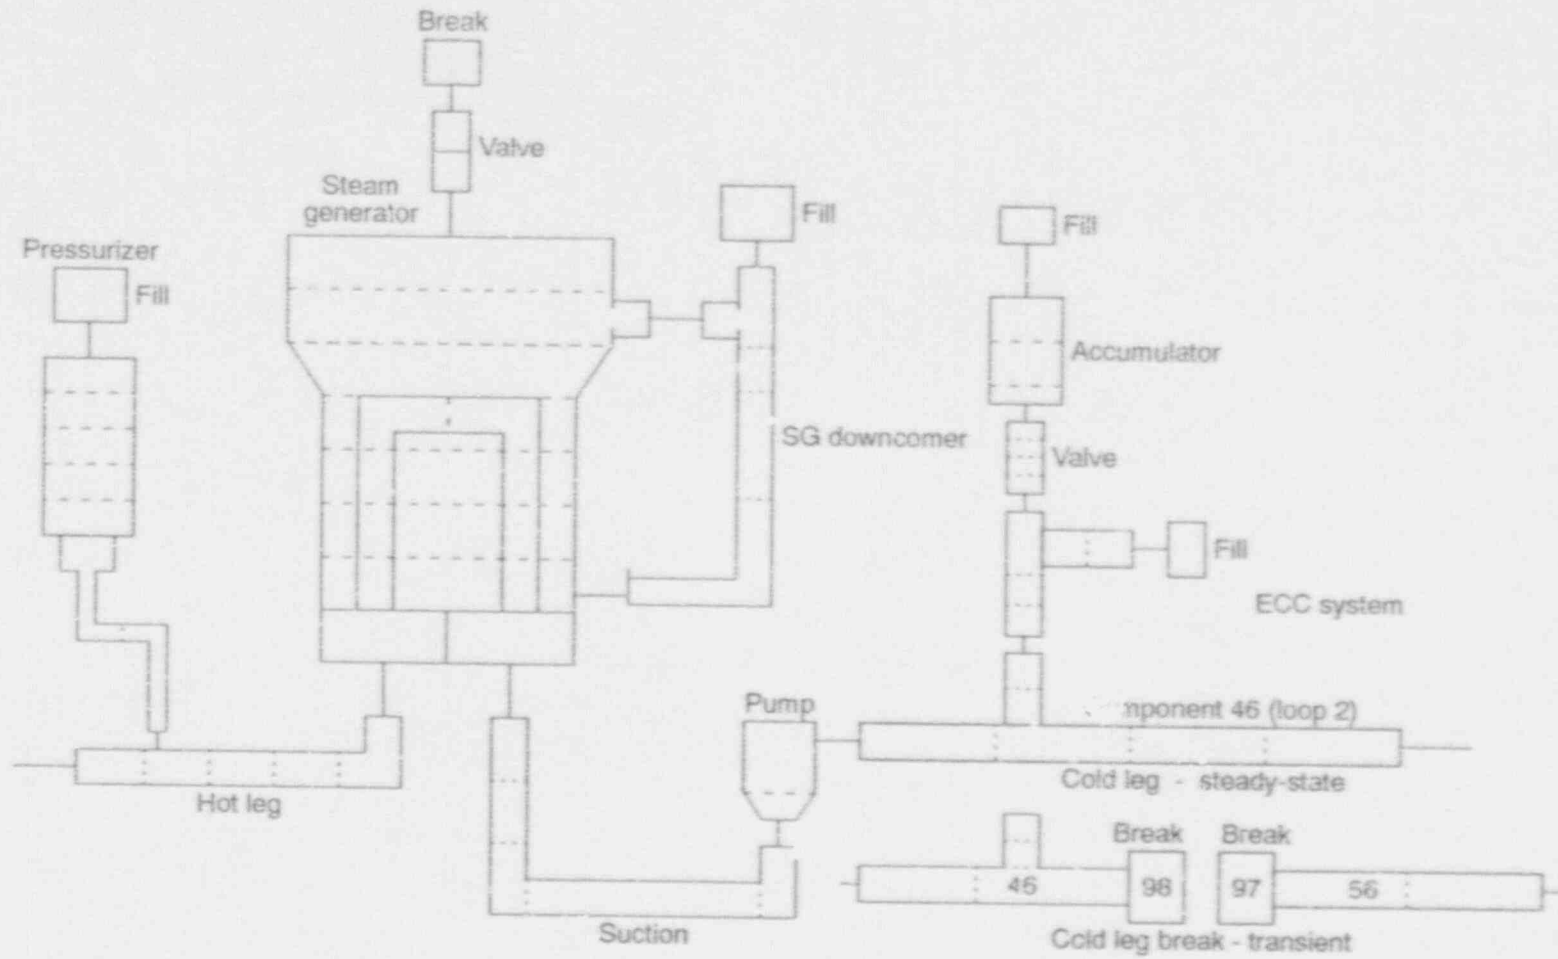 Break
Valve
Steam
generator
Fill
Fill
Pressurizer
Fill
Accumulator
SG downcomer
Valve
Fill
ECC system
Pump
mponent 46 (loop 2)
Cold leg - steady-state
Hot leg
Break
Break
46
98
97
56
Suction
Cold leg break - transient